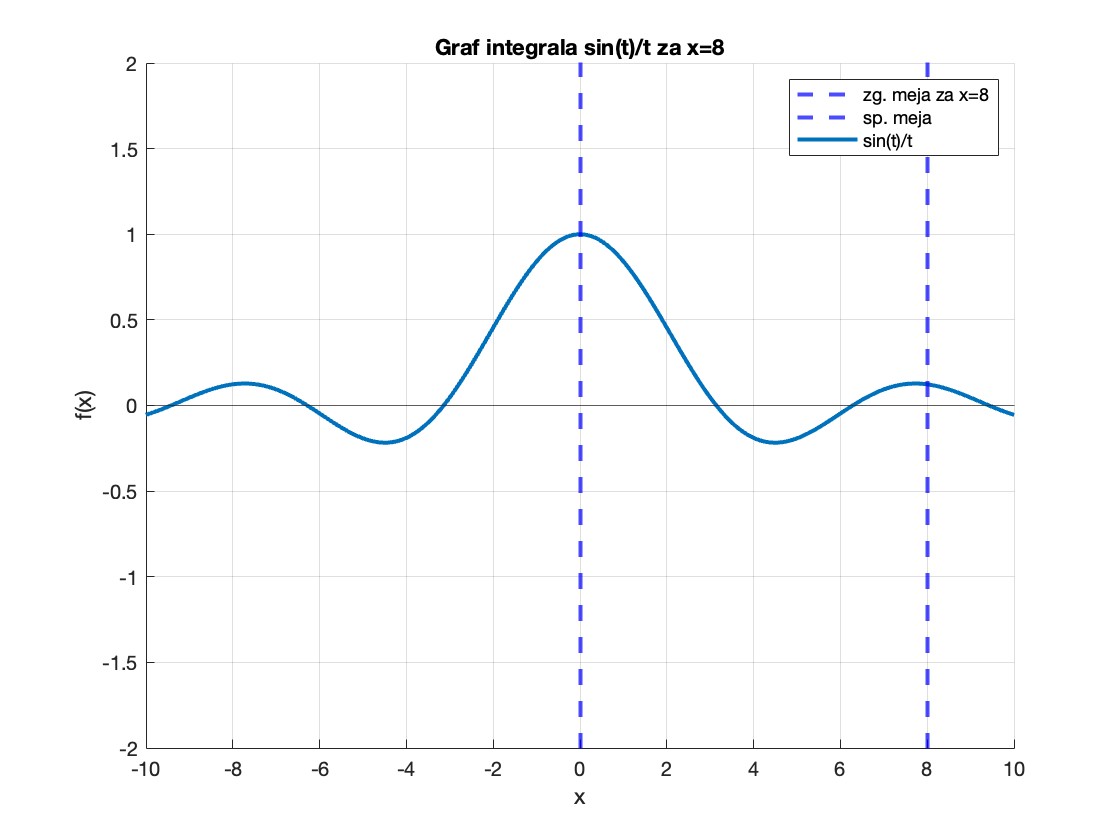 Graf integrala sin(t)/t za x=8
zg. meja za x=8
sp. meja
sin(t)/t
2
1.5
1
0.5
0
-0.5
-1
-1.5
-2
f(x)
-10 -8 -6 -4 -2 0 2 4 6 8 10
x